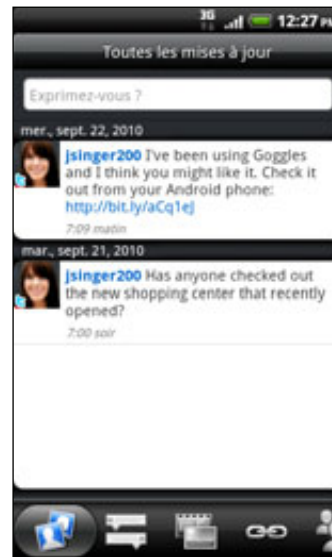 3G 12:27 PM
Toutes les mises à jour
Exprimez-vous ?
mer., sept. 22, 2010
jsinger200 I've been using Goggles
and I think you might like it. Check it
out from your Android phone:
http://bit.ly/aCq1eJ
7:09 matin
mar., sept. 21, 2010
jsinger200 Has anyone checked out
the new shopping center that recently
opened?
7:00 soir